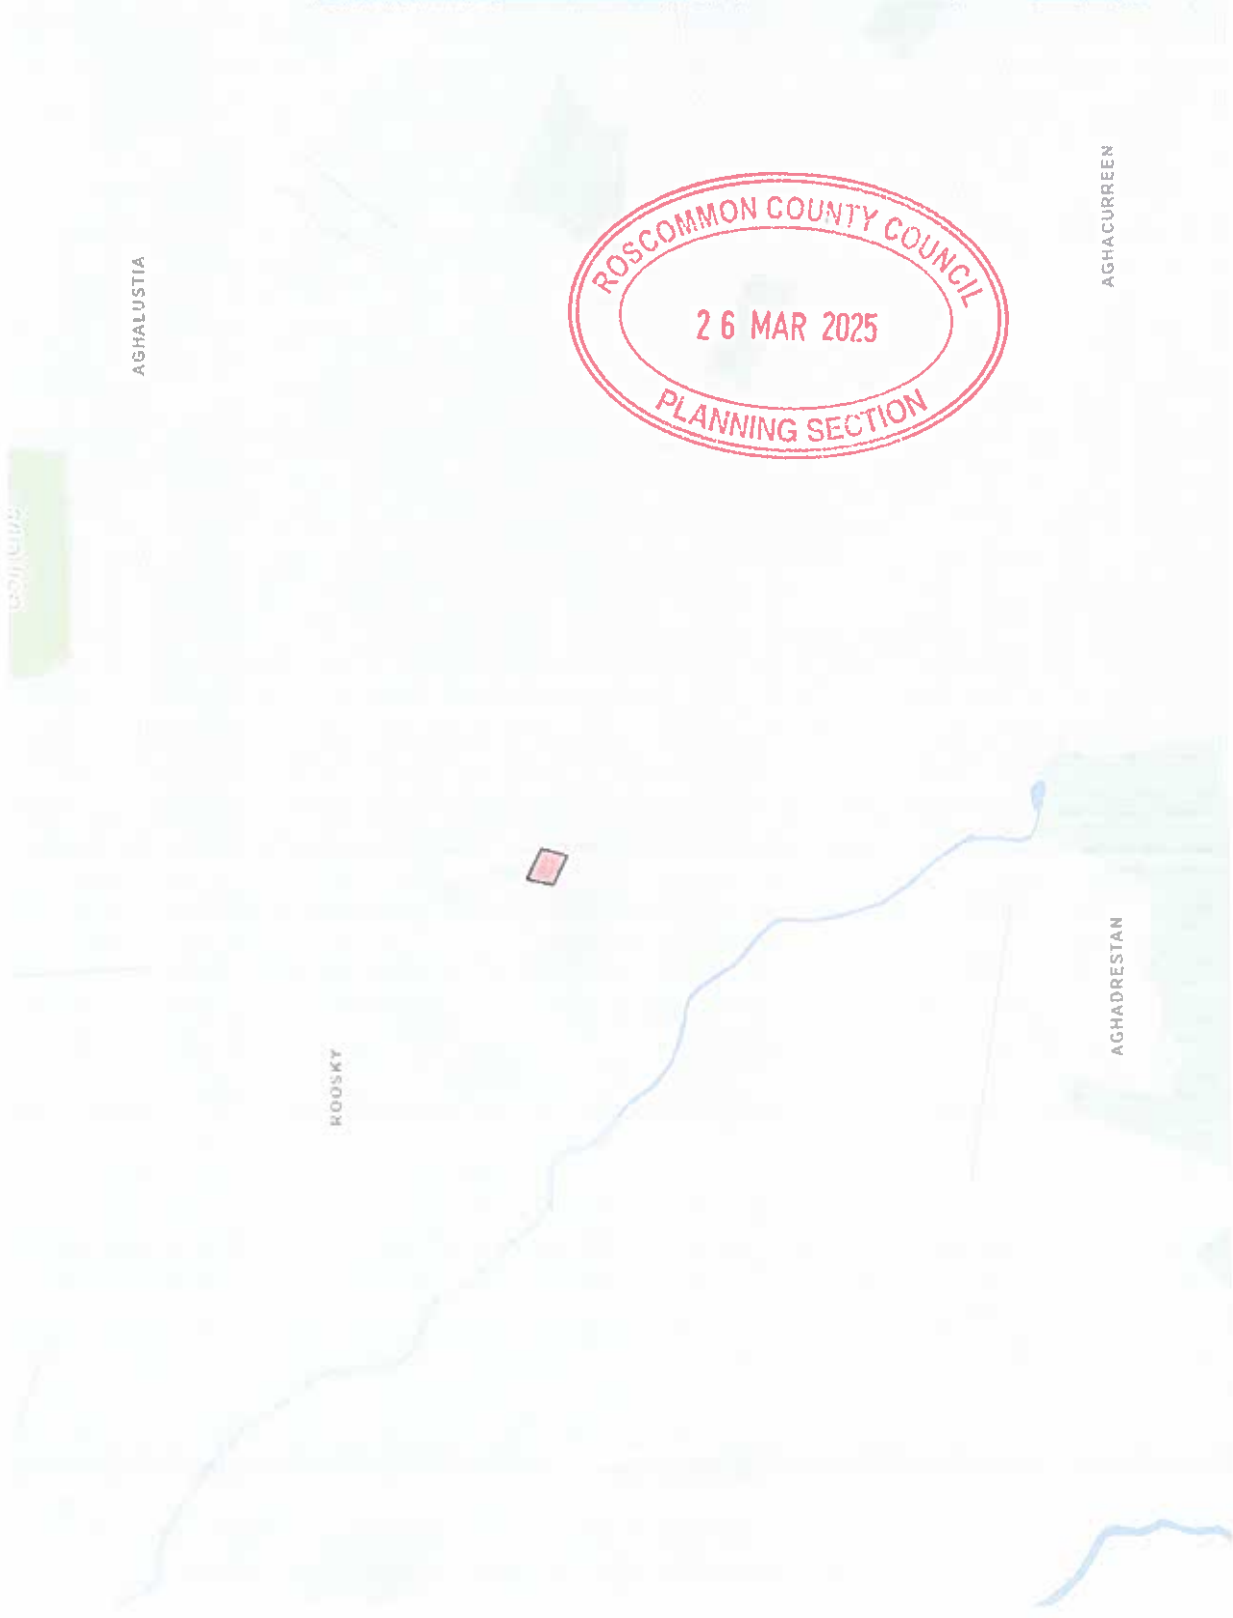 AGHACURREEN
AGHALUSTIA
ROSCOMMON COUNTY COUNCIL
26 MAR 2025
PLANNING SECTION
AGHADRESTAN
ROOSKY